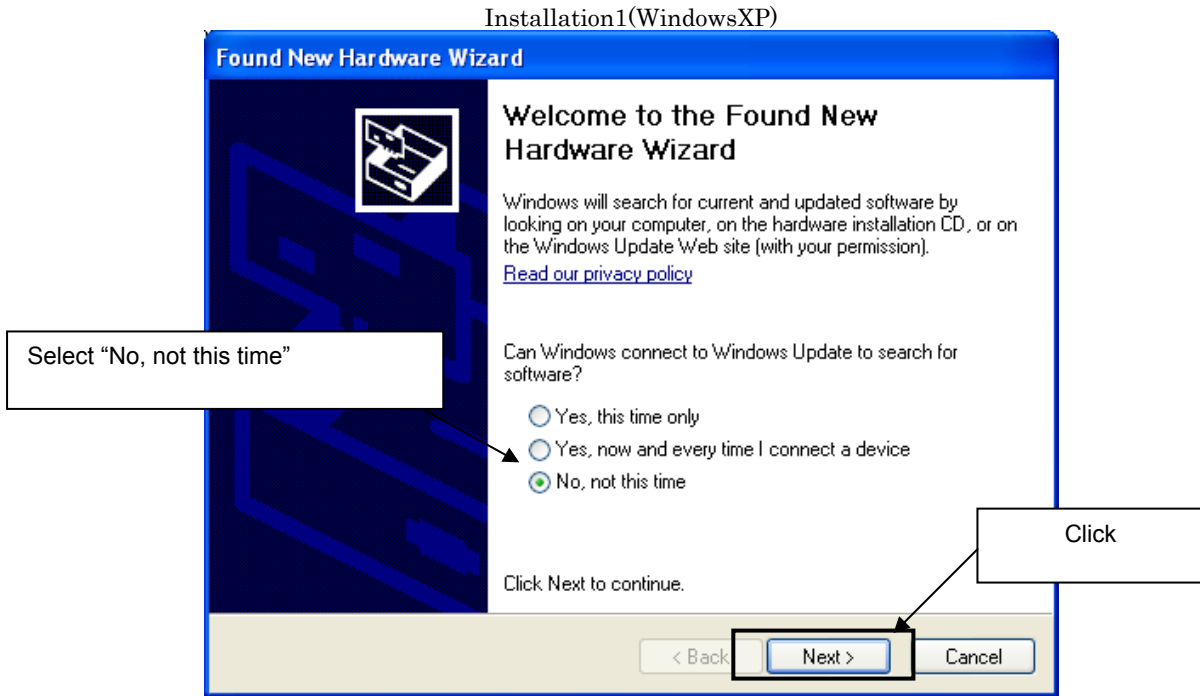 Installation1(WindowsXP)
Found New Hardware Wizard
Welcome to the Found New
Hardware Wizard
Windows will search for current and updated software by
looking on your computer, on the hardware installation CD, or on
the Windows Update Web site (with your permission).
Read our privacy policy
Select “No, not this time”
Can Windows connect to Windows Update to search for
software?
Yes, this time only
Yes, now and every time I connect a device
No, not this time
Click
Click Next to continue.
< Back
Next >
Cancel